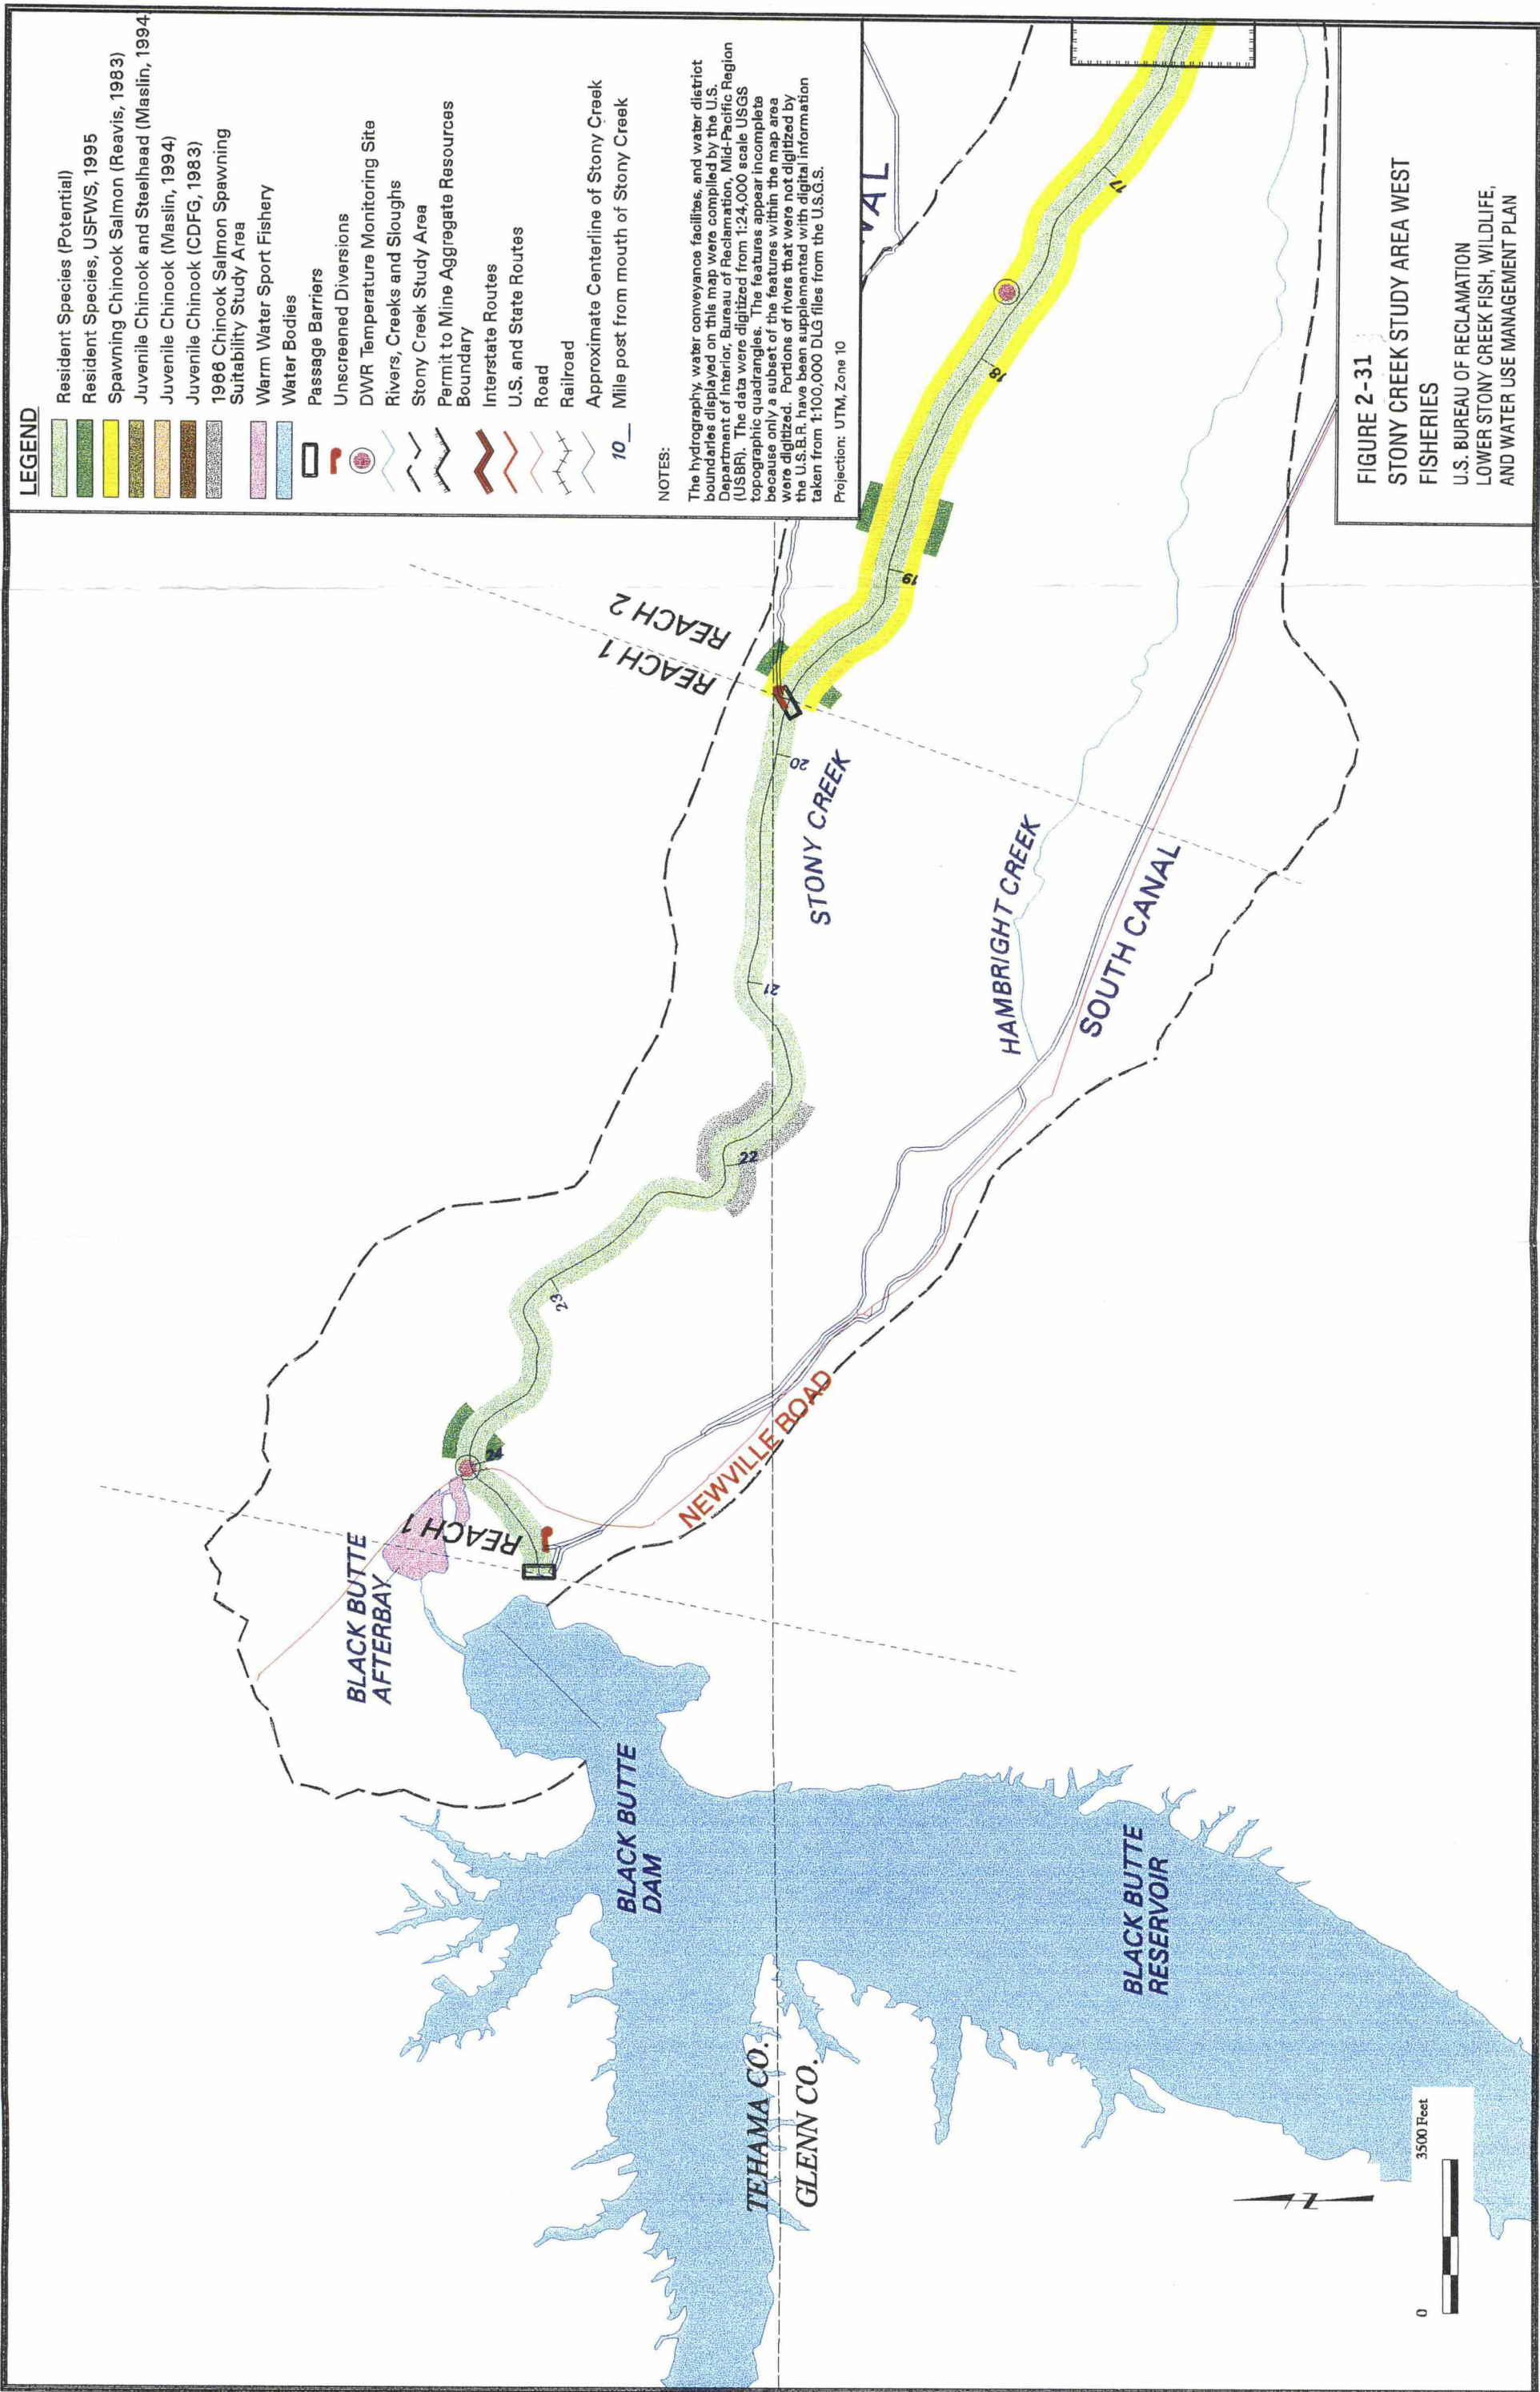 LEGEND
Resident Species (Potential)
Resident Species, USFWS, 1995
Spawning Chinook Salmon (Reavis, 1983)
Juvenile Chinook and Steelhead (Maslin, 1994
Juvenile Chinook (Maslin, 1994)
Juvenile Chinook (CDFG, 1983)
1986 Chinook Salmon Spawning
Suitability Study Area
Warm Water Sport Fishery
Water Bodies
Passage Barriers
Unscreened Diversions
DWR Temperature Monitoring Site
Rivers, Creeks and Sloughs
Stony Creek Study Area
Permit to Mine Aggregate Resources
Boundary
Interstate Routes
U.S. and State Routes
Road
Railroad
Approximate Centerline of Stony Creek
10 Mile post from mouth of Stony Creek
NOTES:
The hydrography, water conveyance facilites, and water district
boundaries displayed on this map were compiled by the U.S.
Department of Interior, Bureau of Reclamation, Mid-Pacific Region
(USBR). The data were digitized from 1:24,000 scale USGS
topographic quadrangles. The features appear incomplete
because only a subset of the features within the map area
were digitized. Portions of rivers that were not digitized by
the U.S.B.R. have been supplemented with digital information
taken from 1:100,000 DLG files from the U.S.G.S.
Projection: UTM, Zone 10
REACH 1
REACH 2
BLACK BUTTE
AFTERBAY
REACH 1
24
23
22
21
20
19
18
17
NEWVILLE ROAD
STONY CREEK
HAMBRIGHT CREEK
SOUTH CANAL
BLACK BUTTE
DAM
BLACK BUTTE
RESERVOIR
TEHAMA CO.
GLENN CO.
N
0 3500 Feet
FIGURE 2-31
STONY CREEK STUDY AREA WEST
FISHERIES
U.S. BUREAU OF RECLAMATION
LOWER STONY CREEK FISH, WILDLIFE,
AND WATER USE MANAGEMENT PLAN